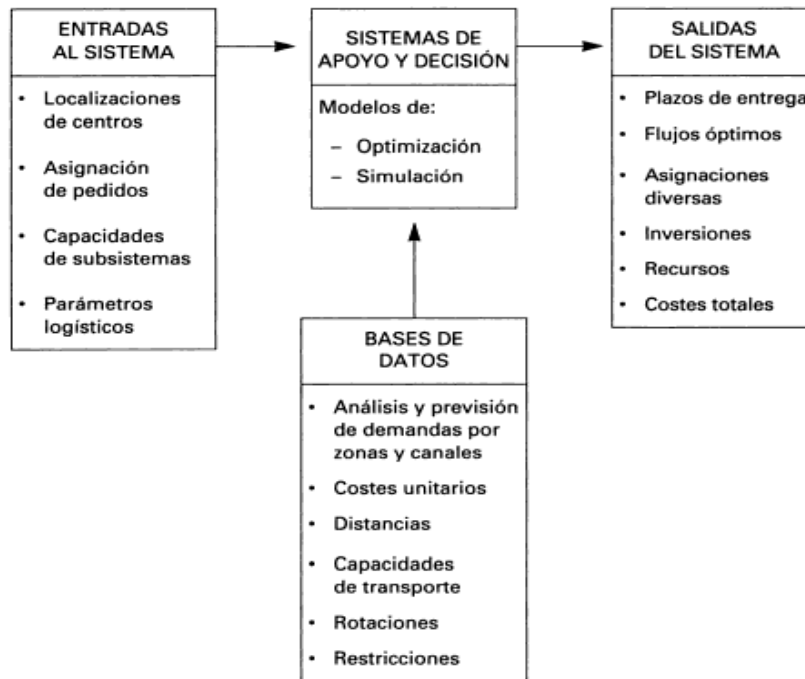 ENTRADAS
AL SISTEMA
• Localizaciones
de centros
• Asignación
de pedidos
• Capacidades
de subsistemas
• Parámetros
logísticos
SISTEMAS DE
APOYO Y DECISIÓN
Modelos de:
– Optimización
– Simulación
SALIDAS
DEL SISTEMA
• Plazos de entrega
• Flujos óptimos
• Asignaciones
diversas
• Inversiones
• Recursos
• Costes totales
BASES DE
DATOS
• Análisis y previsión
de demandas por
zonas y canales
• Costes unitarios
• Distancias
• Capacidades
de transporte
• Rotaciones
• Restricciones